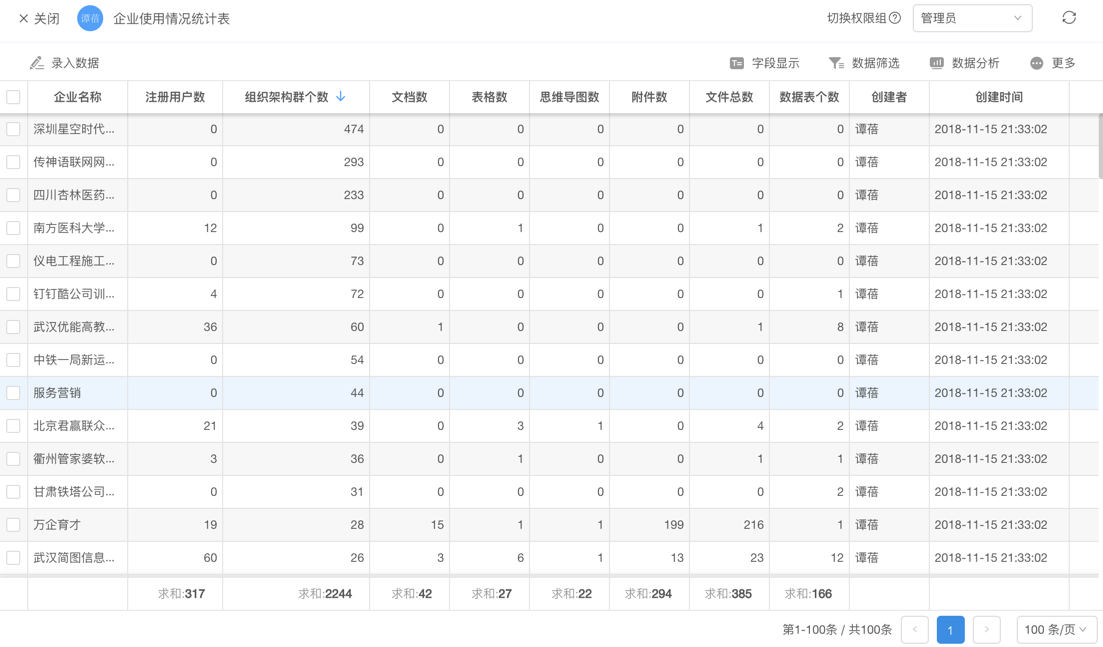 关闭 谭蓓 企业使用情况统计表 切换权限组 管理员
录入数据 字段显示 数据筛选 数据分析 更多
企业名称 注册用户数 组织架构群个数 文档数 表格数 思维导图数 附件数 文件总数 数据表个数 创建者 创建时间
深圳星空时代... 0 474 0 0 0 0 0 0 谭蓓 2018-11-15 21:33:02
传神语联网网... 0 293 0 0 0 0 0 0 谭蓓 2018-11-15 21:33:02
四川杏林医药... 0 233 0 0 0 0 0 0 谭蓓 2018-11-15 21:33:02
南方医科大学... 12 99 0 1 0 0 1 2 谭蓓 2018-11-15 21:33:02
仪电工程施工... 0 73 0 0 0 0 0 0 谭蓓 2018-11-15 21:33:02
钉钉酷公司训... 4 72 0 0 0 0 0 1 谭蓓 2018-11-15 21:33:02
武汉优能高教... 36 60 1 0 0 0 1 8 谭蓓 2018-11-15 21:33:02
中铁一局新运... 0 54 0 0 0 0 0 0 谭蓓 2018-11-15 21:33:02
服务营销 0 44 0 0 0 0 0 0 谭蓓 2018-11-15 21:33:02
北京君赢联众... 21 39 0 3 1 0 4 2 谭蓓 2018-11-15 21:33:02
衢州管家婆软... 3 36 0 1 0 0 1 1 谭蓓 2018-11-15 21:33:02
甘肃铁塔公司... 0 31 0 0 0 0 0 2 谭蓓 2018-11-15 21:33:02
万企育才 19 28 15 1 1 199 216 1 谭蓓 2018-11-15 21:33:02
武汉简图信息... 60 26 3 6 1 13 23 12 谭蓓 2018-11-15 21:33:02
求和:317 求和:2244 求和:42 求和:27 求和:22 求和:294 求和:385 求和:166
第1-100条 / 共100条 1 100 条/页